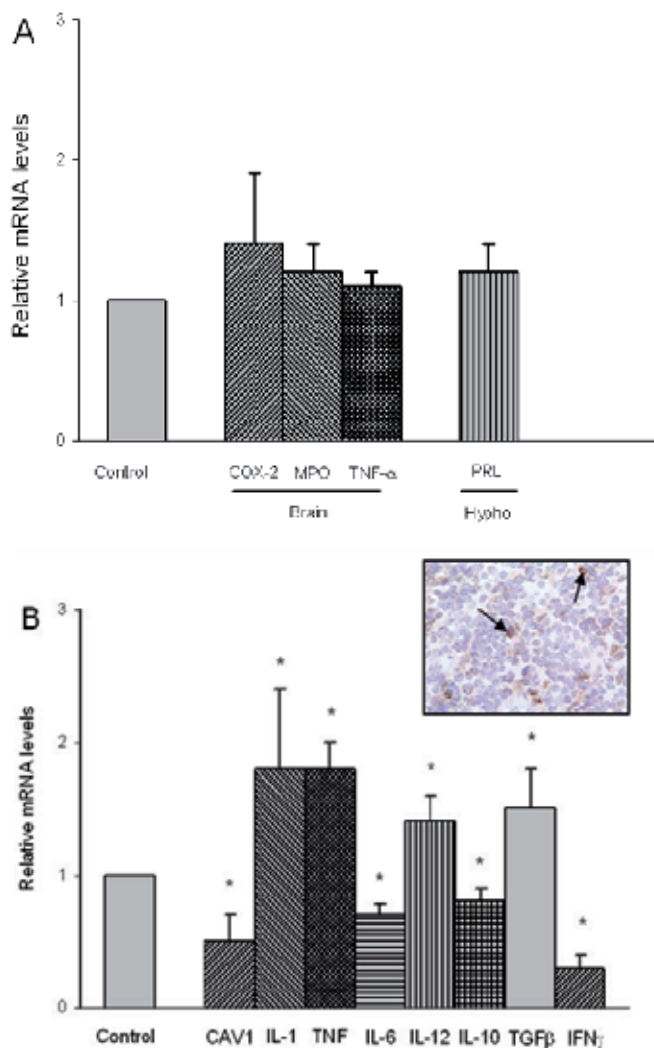 A
3
2
1
0
Relative mRNA levels
Control
COX-2 MPO TNF-α PRL
Brain Hypho
B
3
2
1
0
Relative mRNA levels
* * * * * * * *
Control CAV1 IL-1 TNF IL-6 IL-12 IL-10 TGFβ IFNγ